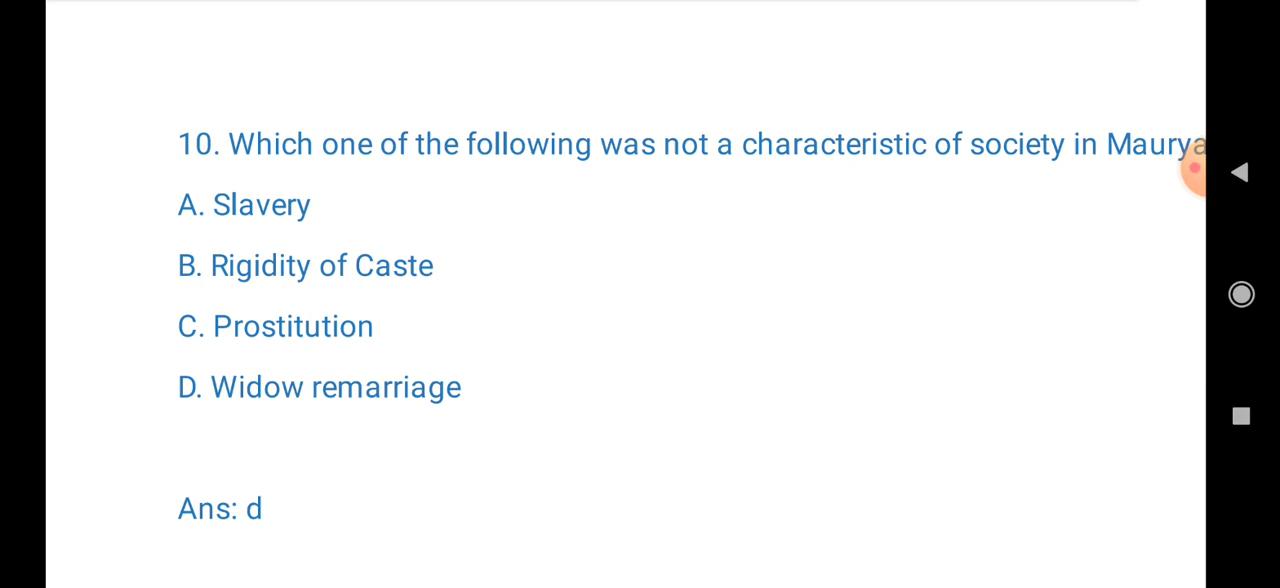 10. Which one of the following was not a characteristic of society in Maurya
A. Slavery
B. Rigidity of Caste
C. Prostitution
D. Widow remarriage
Ans: d